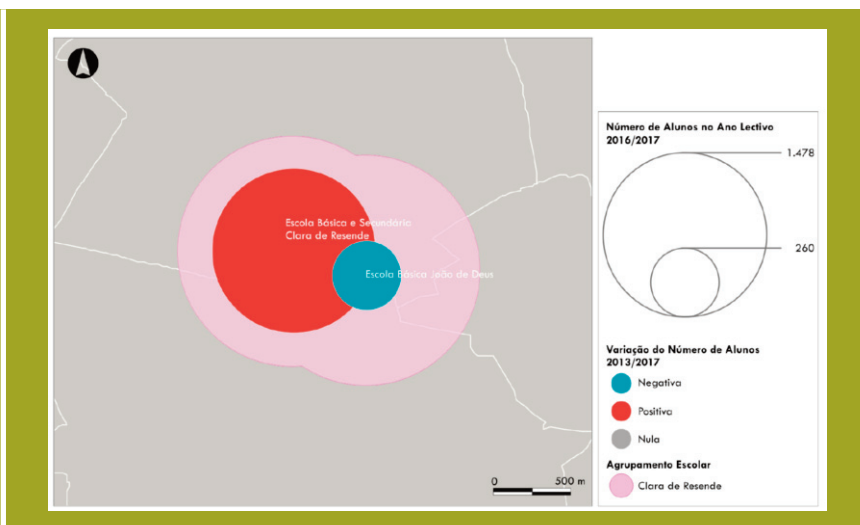 Escola Básica e Secundária
Clara de Resende
Escola Básica João de Deus
0 500 m
Número de Alunos no Ano Lectivo
2016/2017
1.478
260
Variação do Número de Alunos
2013/2017
Negativa
Positiva
Nula
Agrupamento Escolar
Clara de Resende